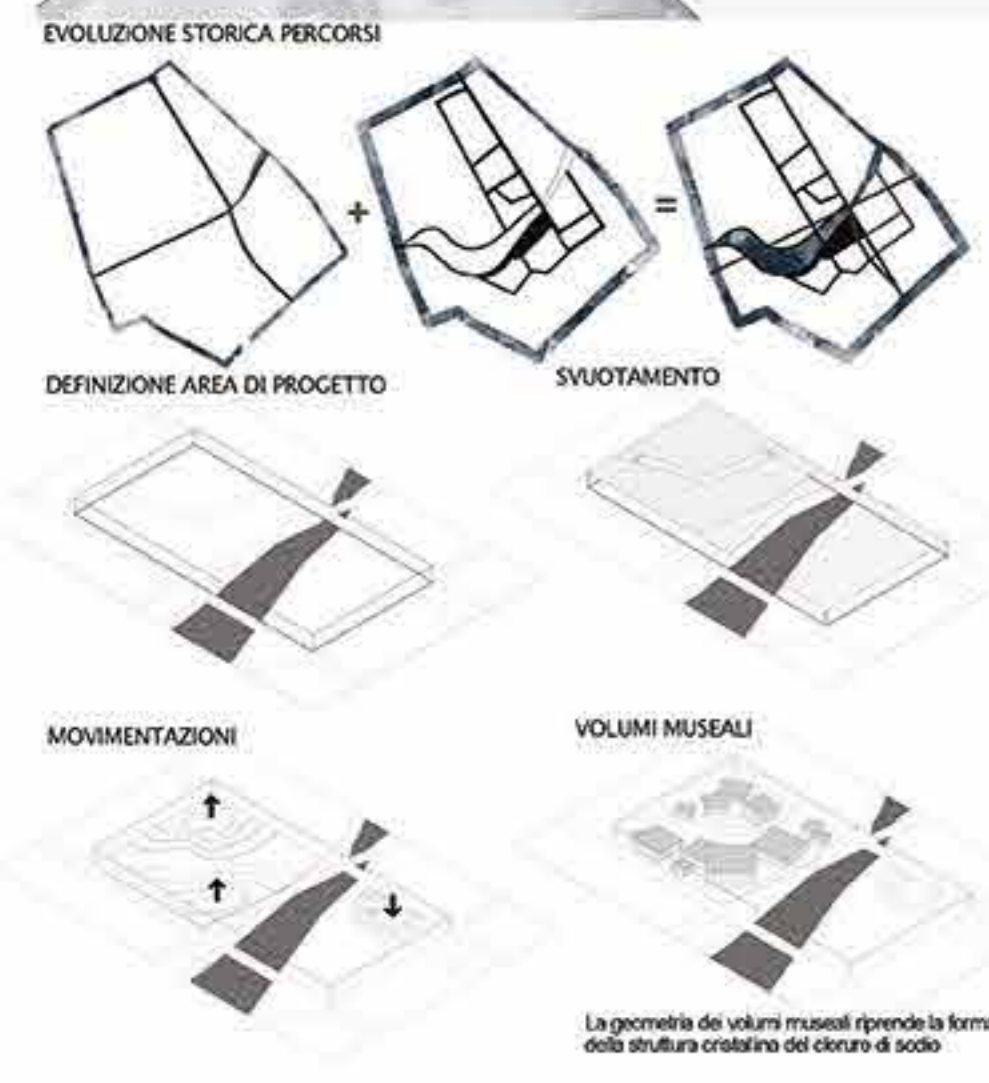 EVOLUZIONE STORICA PERCORSI
+
=
DEFINIZIONE AREA DI PROGETTO
SVUOTAMENTO
MOVIMENTAZIONI
VOLUMI MUSEALI
La geometria dei volumi museali riprende la forma
della struttura cristallina del cloruro di sodio